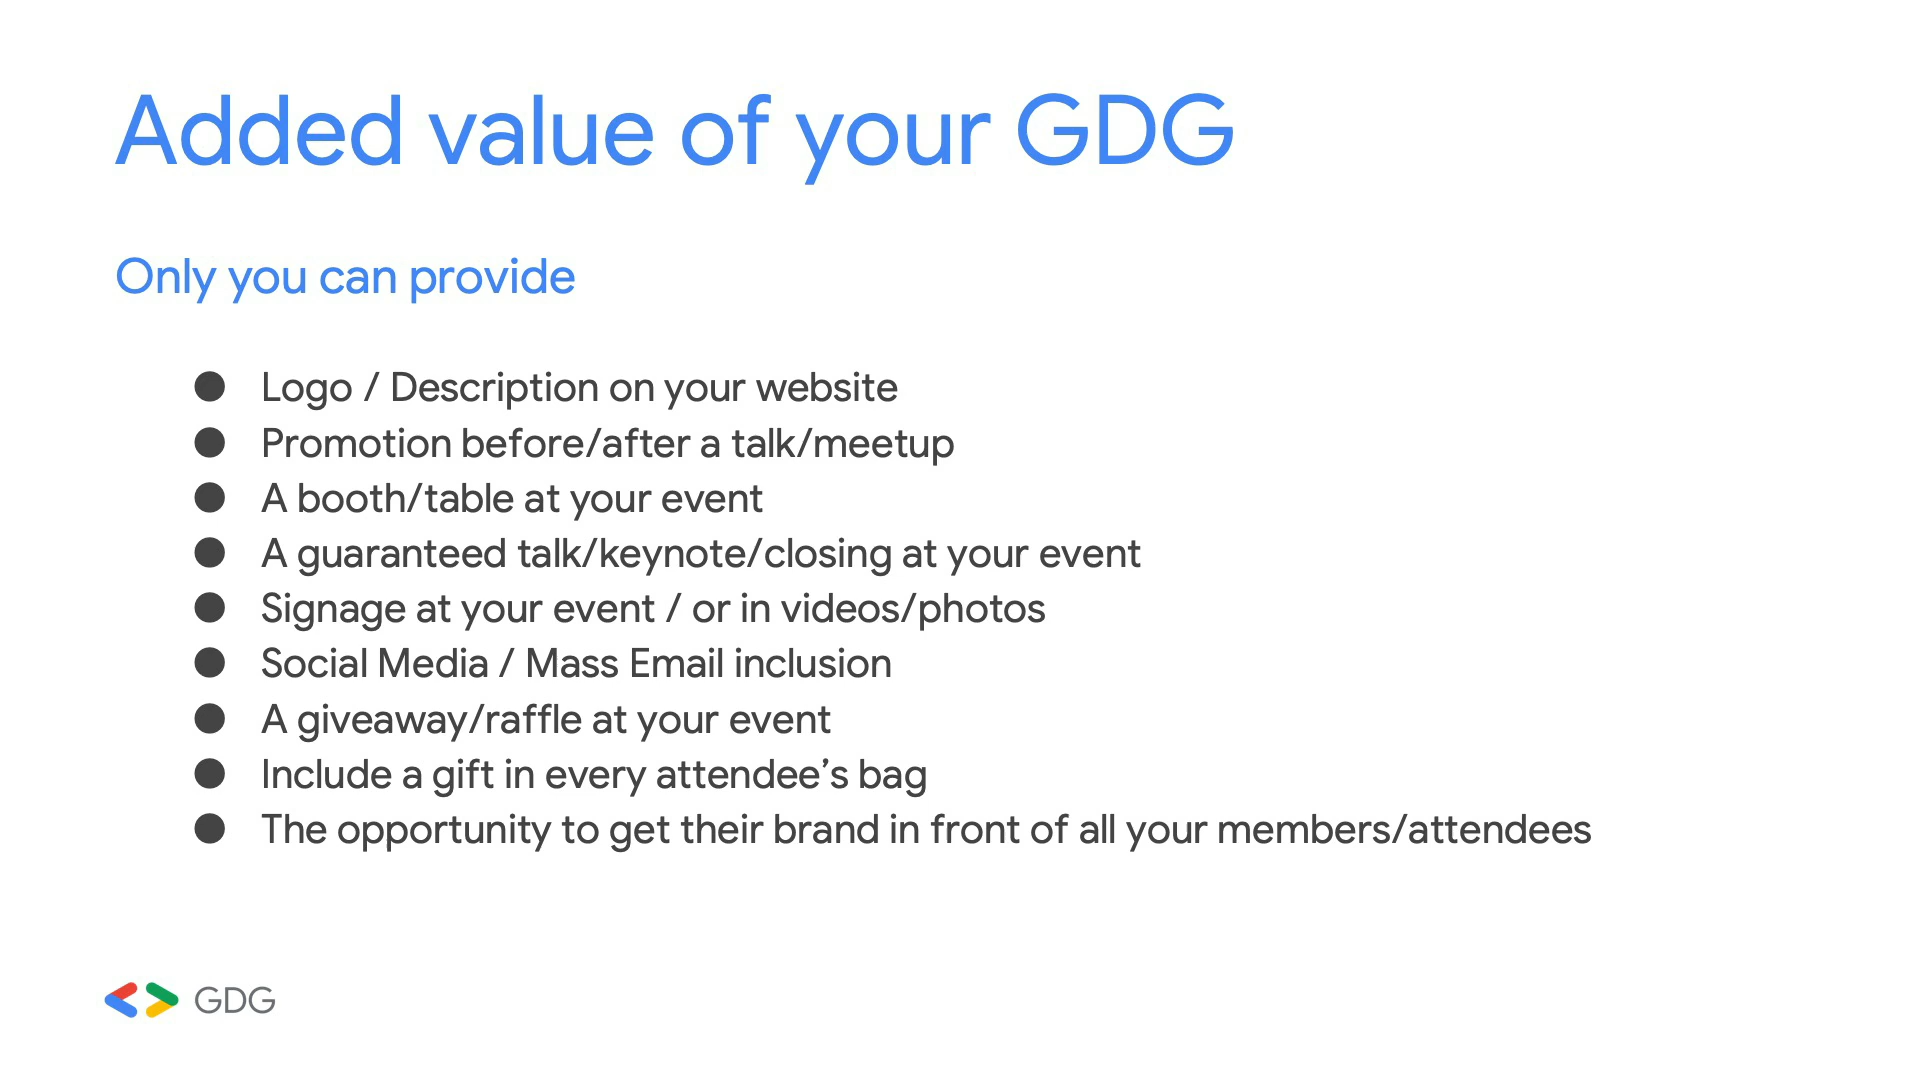 Added value of your GDG
Only you can provide
● Logo / Description on your website
● Promotion before/after a talk/meetup
● A booth/table at your event
● A guaranteed talk/keynote/closing at your event
● Signage at your event / or in videos/photos
● Social Media / Mass Email inclusion
● A giveaway/raffle at your event
● Include a gift in every attendee’s bag
● The opportunity to get their brand in front of all your members/attendees
GDG